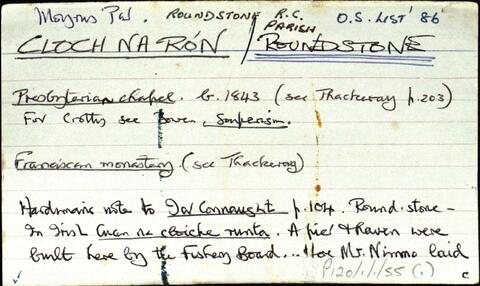 Moyrus Par. ROUNDSTONE R.C. PARISH O.S. LIST '86
CLOCH NA RÓN / ROUNDSTONE
Presbyterian chapel. b. 1843 (see Thackeray p.203)
For Crotty see Bowen, Souperism.
Franciscan monastery. (see Thackeray)
Hardiman's note to Iar Connaught p.104. Round-stone -
In Irish Cuan na cloiche runta. A pier & haven were
built here by the Fishery Board... Here Mr. Nimmo laid
P120/1/1/55 (i)